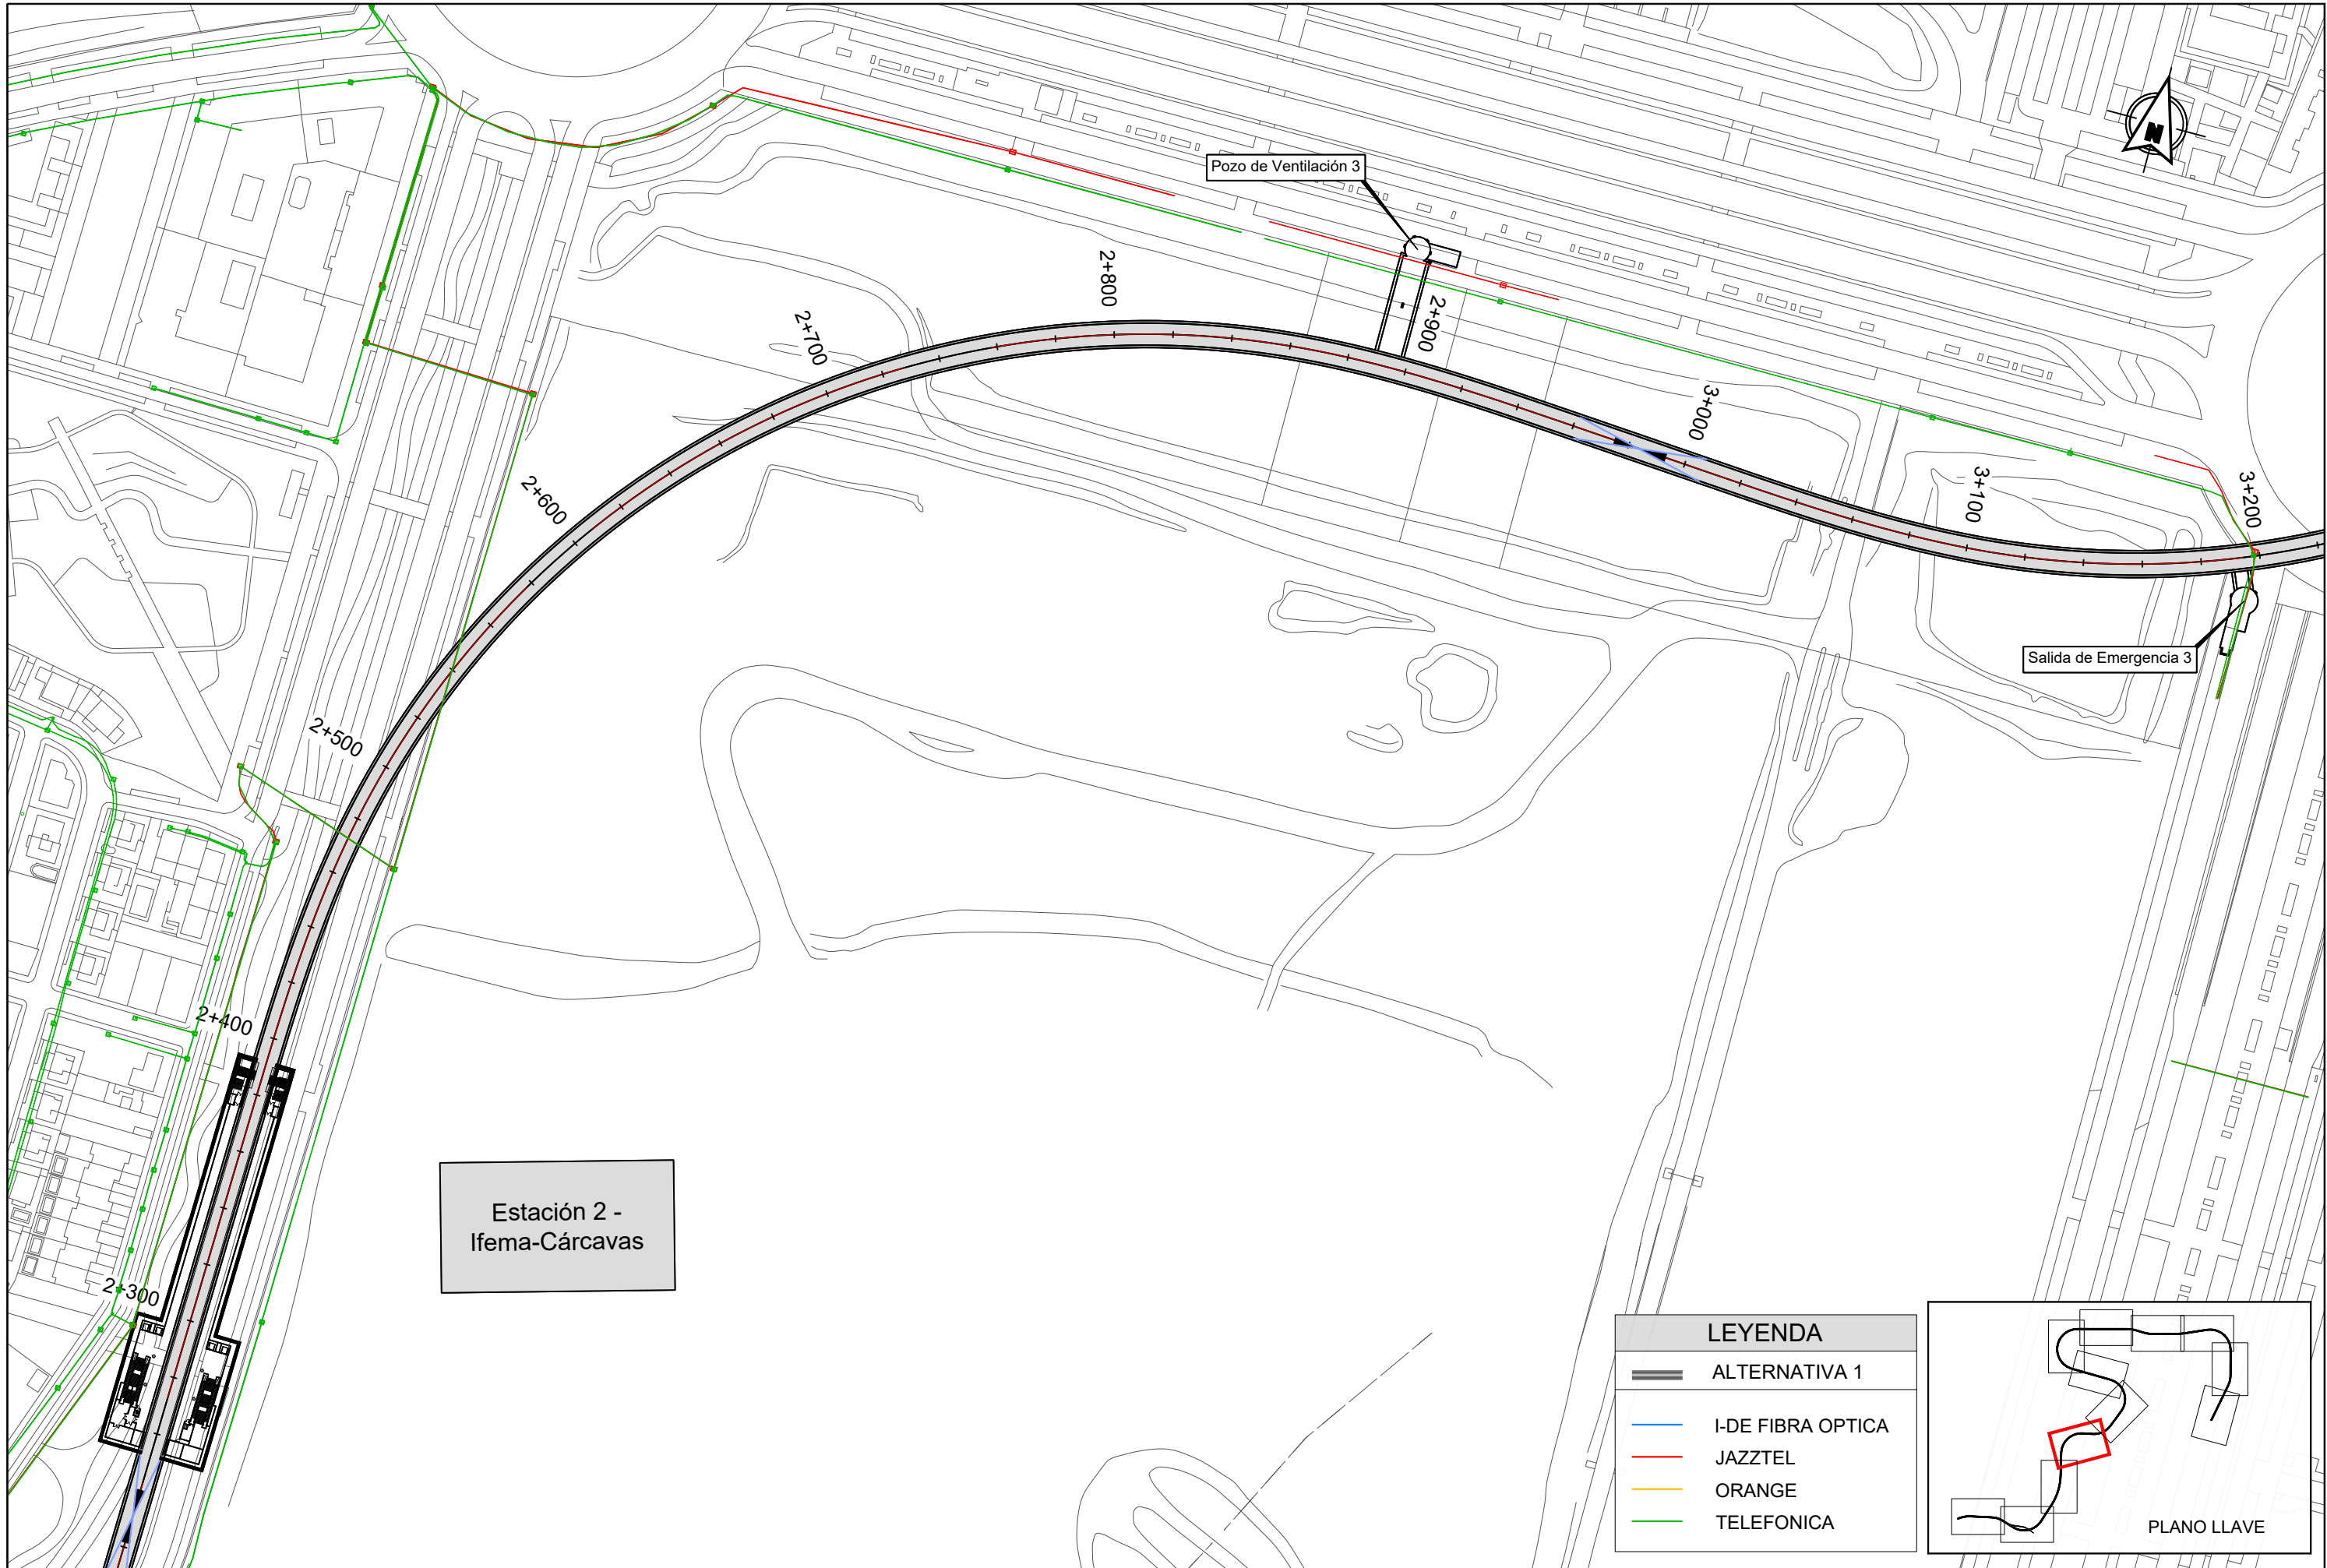 N
Pozo de Ventilación 3
2+800
2+700
2+900
3+000
3+100
3+200
2+600
Salida de Emergencia 3
2+500
2+400
Estación 2 -
Ifema-Cárcavas
2+300
LEYENDA
ALTERNATIVA 1
I-DE FIBRA OPTICA
JAZZTEL
ORANGE
TELEFONICA
PLANO LLAVE